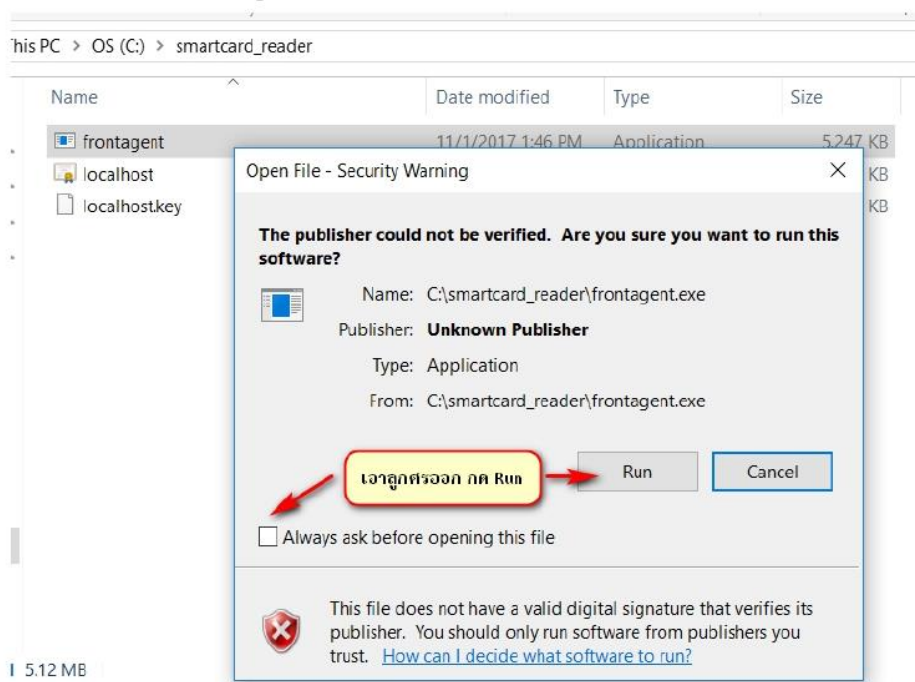 his PC > OS (C:) > smartcard_reader
Name Date modified Type Size
frontagent 11/1/2017 1:46 PM Application 5,247 KB
localhost KB
localhost.key KB
Open File - Security Warning
The publisher could not be verified. Are you sure you want to run this
software?
Name: C:\smartcard_reader\frontagent.exe
Publisher: Unknown Publisher
Type: Application
From: C:\smartcard_reader\frontagent.exe
เอาลูกศรออก กด Run
Run Cancel
Always ask before opening this file
This file does not have a valid digital signature that verifies its
publisher. You should only run software from publishers you
trust. How can I decide what software to run?
5.12 MB